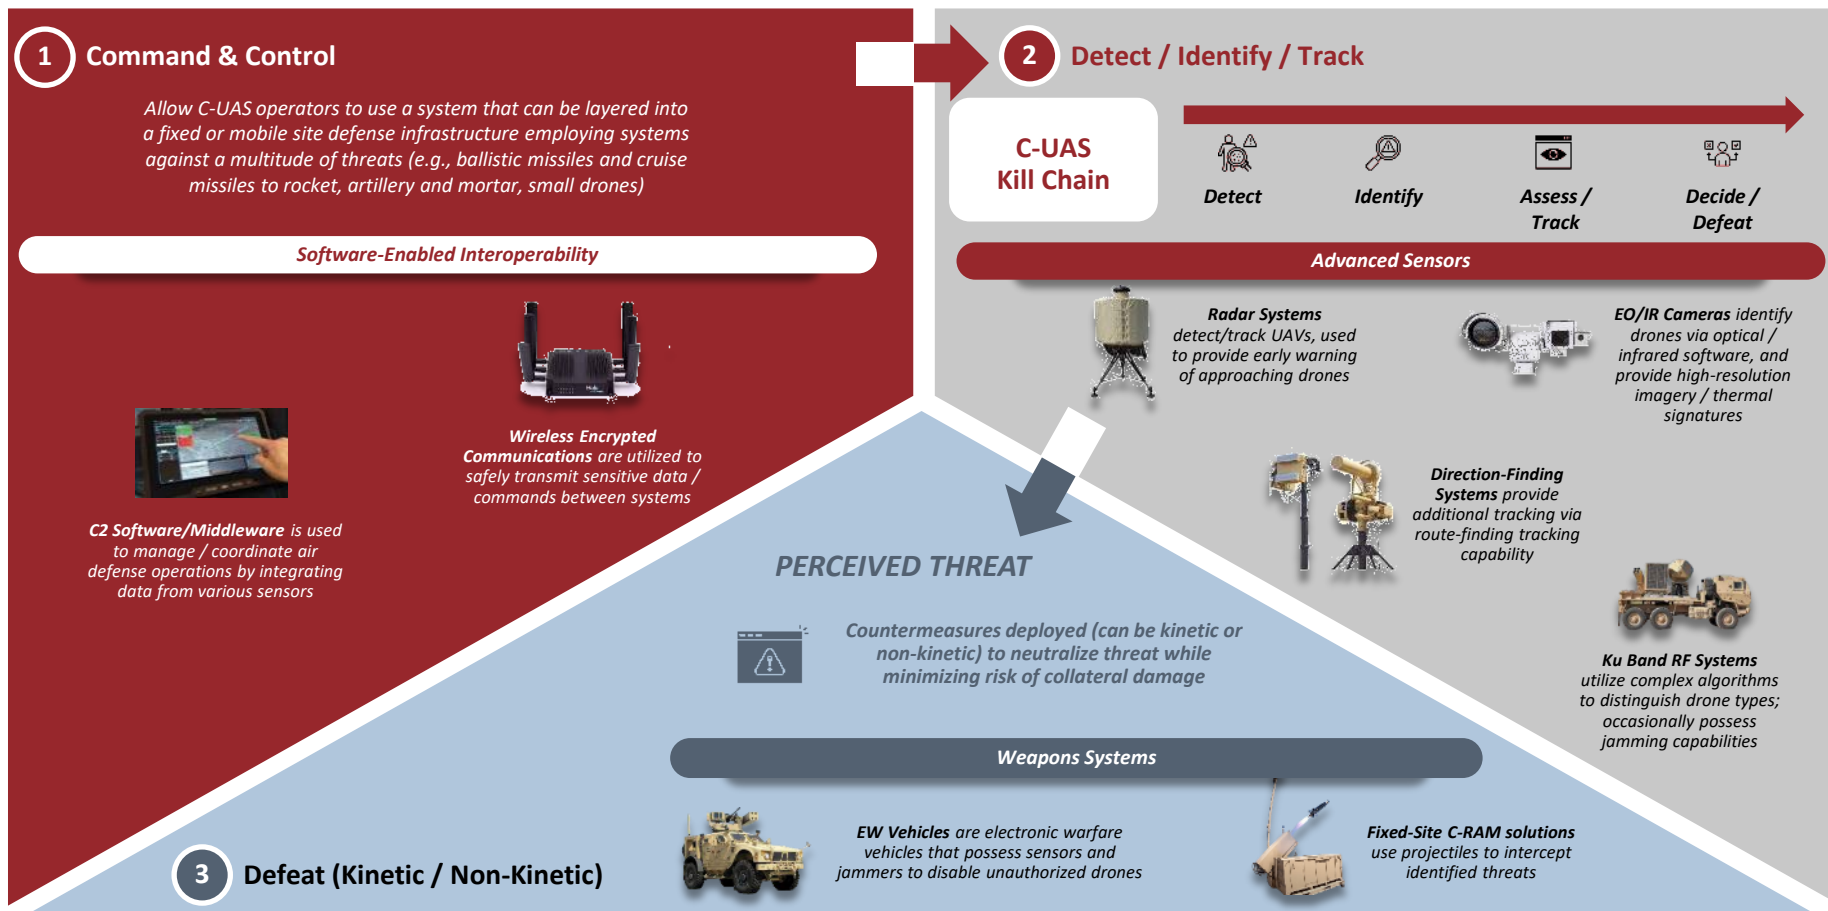 1
Command & Control
Allow C-UAS operators to use a system that can be layered into
a fixed or mobile site defense infrastructure employing systems
against a multitude of threats (e.g., ballistic missiles and cruise
missiles to rocket, artillery and mortar, small drones)
Software-Enabled Interoperability
Wireless Encrypted
Communications are utilized to
safely transmit sensitive data /
commands between systems
C2 Software/Middleware is used
to manage / coordinate air
defense operations by integrating
data from various sensors
2
Detect / Identify / Track
C-UAS
Kill Chain
Detect
Identify
Assess /
Track
Decide /
Defeat
Advanced Sensors
Radar Systems
detect/track UAVs, used
to provide early warning
of approaching drones
EO/IR Cameras identify
drones via optical /
infrared software, and
provide high-resolution
imagery / thermal
signatures
Direction-Finding
Systems provide
additional tracking via
route-finding tracking
capability
Ku Band RF Systems
utilize complex algorithms
to distinguish drone types;
occasionally possess
jamming capabilities
PERCEIVED THREAT
Countermeasures deployed (can be kinetic or
non-kinetic) to neutralize threat while
minimizing risk of collateral damage
Weapons Systems
EW Vehicles are electronic warfare
vehicles that possess sensors and
jammers to disable unauthorized drones
Fixed-Site C-RAM solutions
use projectiles to intercept
identified threats
3
Defeat (Kinetic / Non-Kinetic)